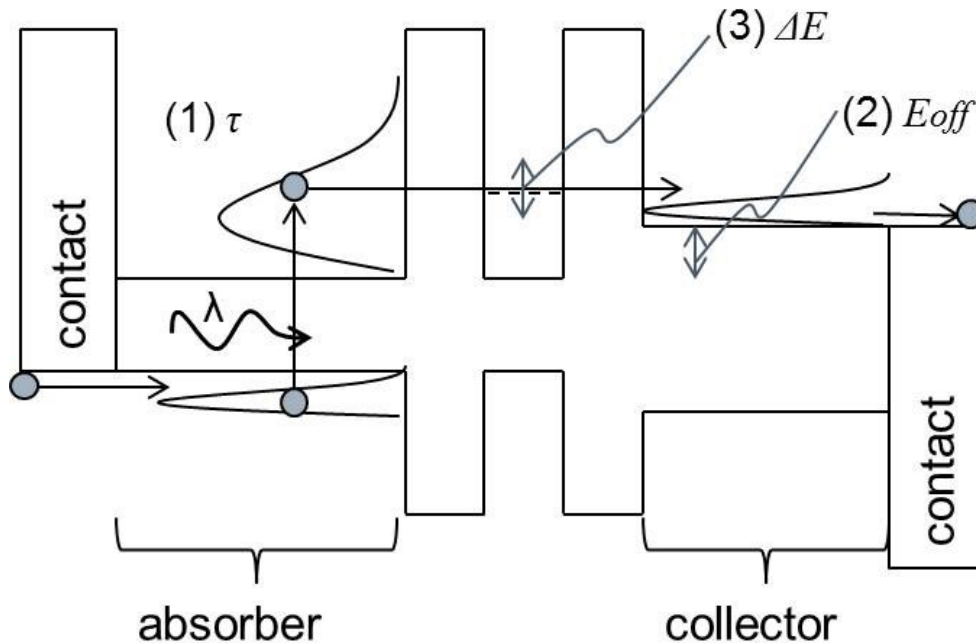 (3) ΔE
(1) τ
(2) Eoff
contact
λ
contact
absorber
collector